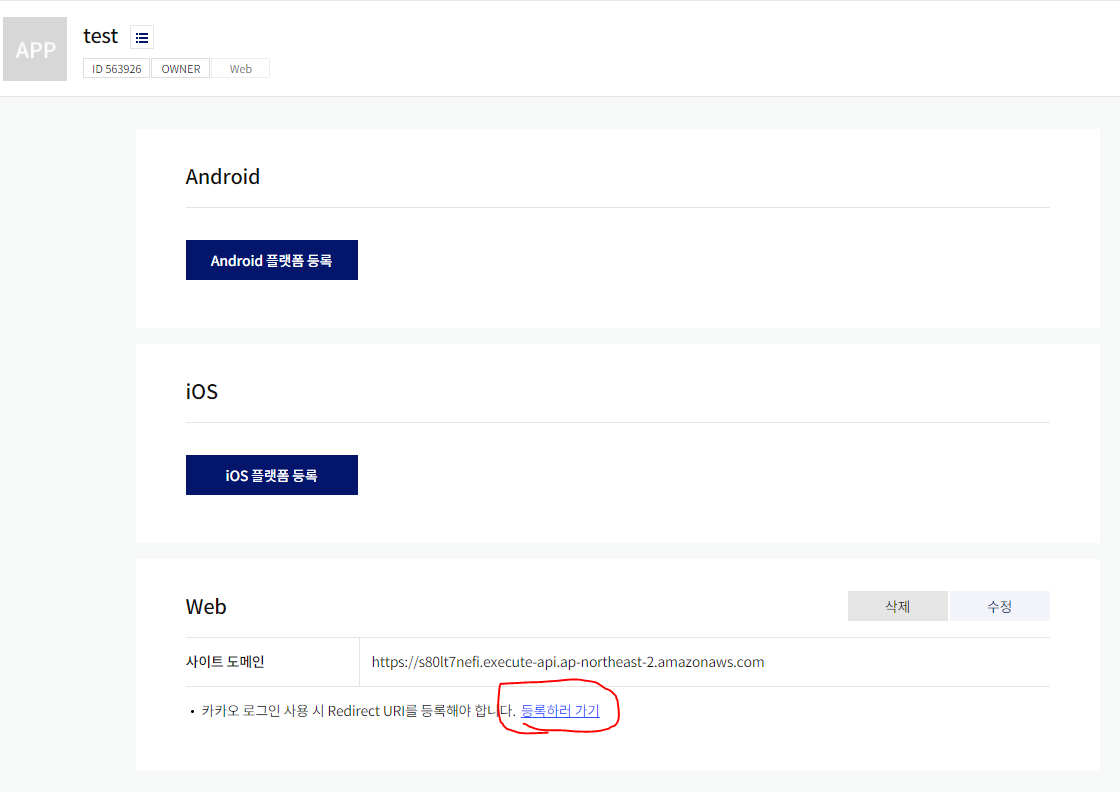 APP
test
ID 563926 OWNER Web
Android
Android 플랫폼 등록
iOS
iOS 플랫폼 등록
Web
삭제 수정
사이트 도메인 https://s80lt7nefi.execute-api.ap-northeast-2.amazonaws.com
• 카카오 로그인 사용 시 Redirect URI를 등록해야 합니다. 등록하러 가기